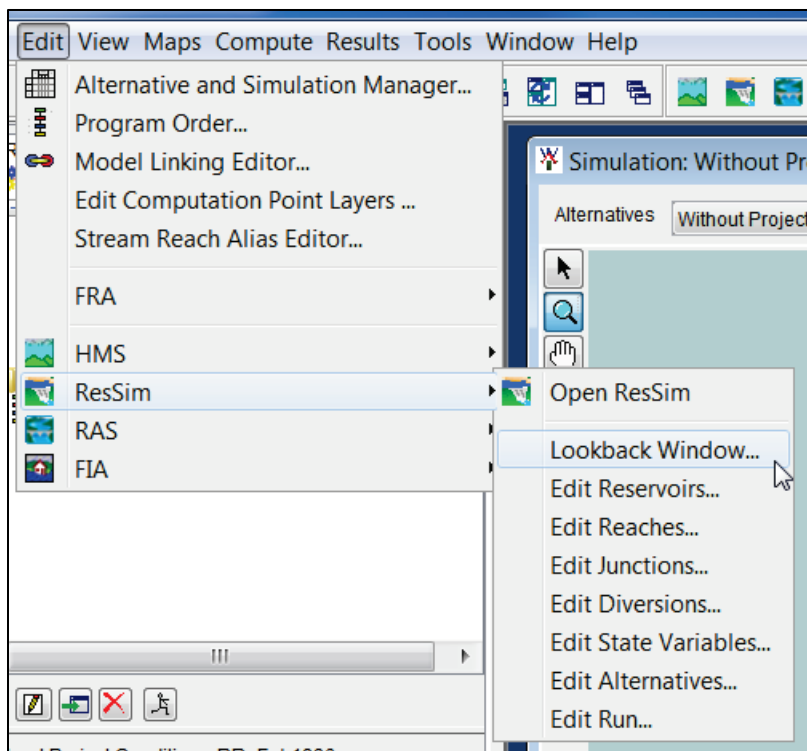 Edit View Maps Compute Results Tools Window Help
Alternative and Simulation Manager...
Program Order...
Model Linking Editor...
Edit Computation Point Layers ...
Stream Reach Alias Editor...
FRA
HMS
ResSim
RAS
FIA
Simulation: Without Pr
Alternatives Without Project
Open ResSim
Lookback Window...
Edit Reservoirs...
Edit Reaches...
Edit Junctions...
Edit Diversions...
Edit State Variables...
Edit Alternatives...
Edit Run...